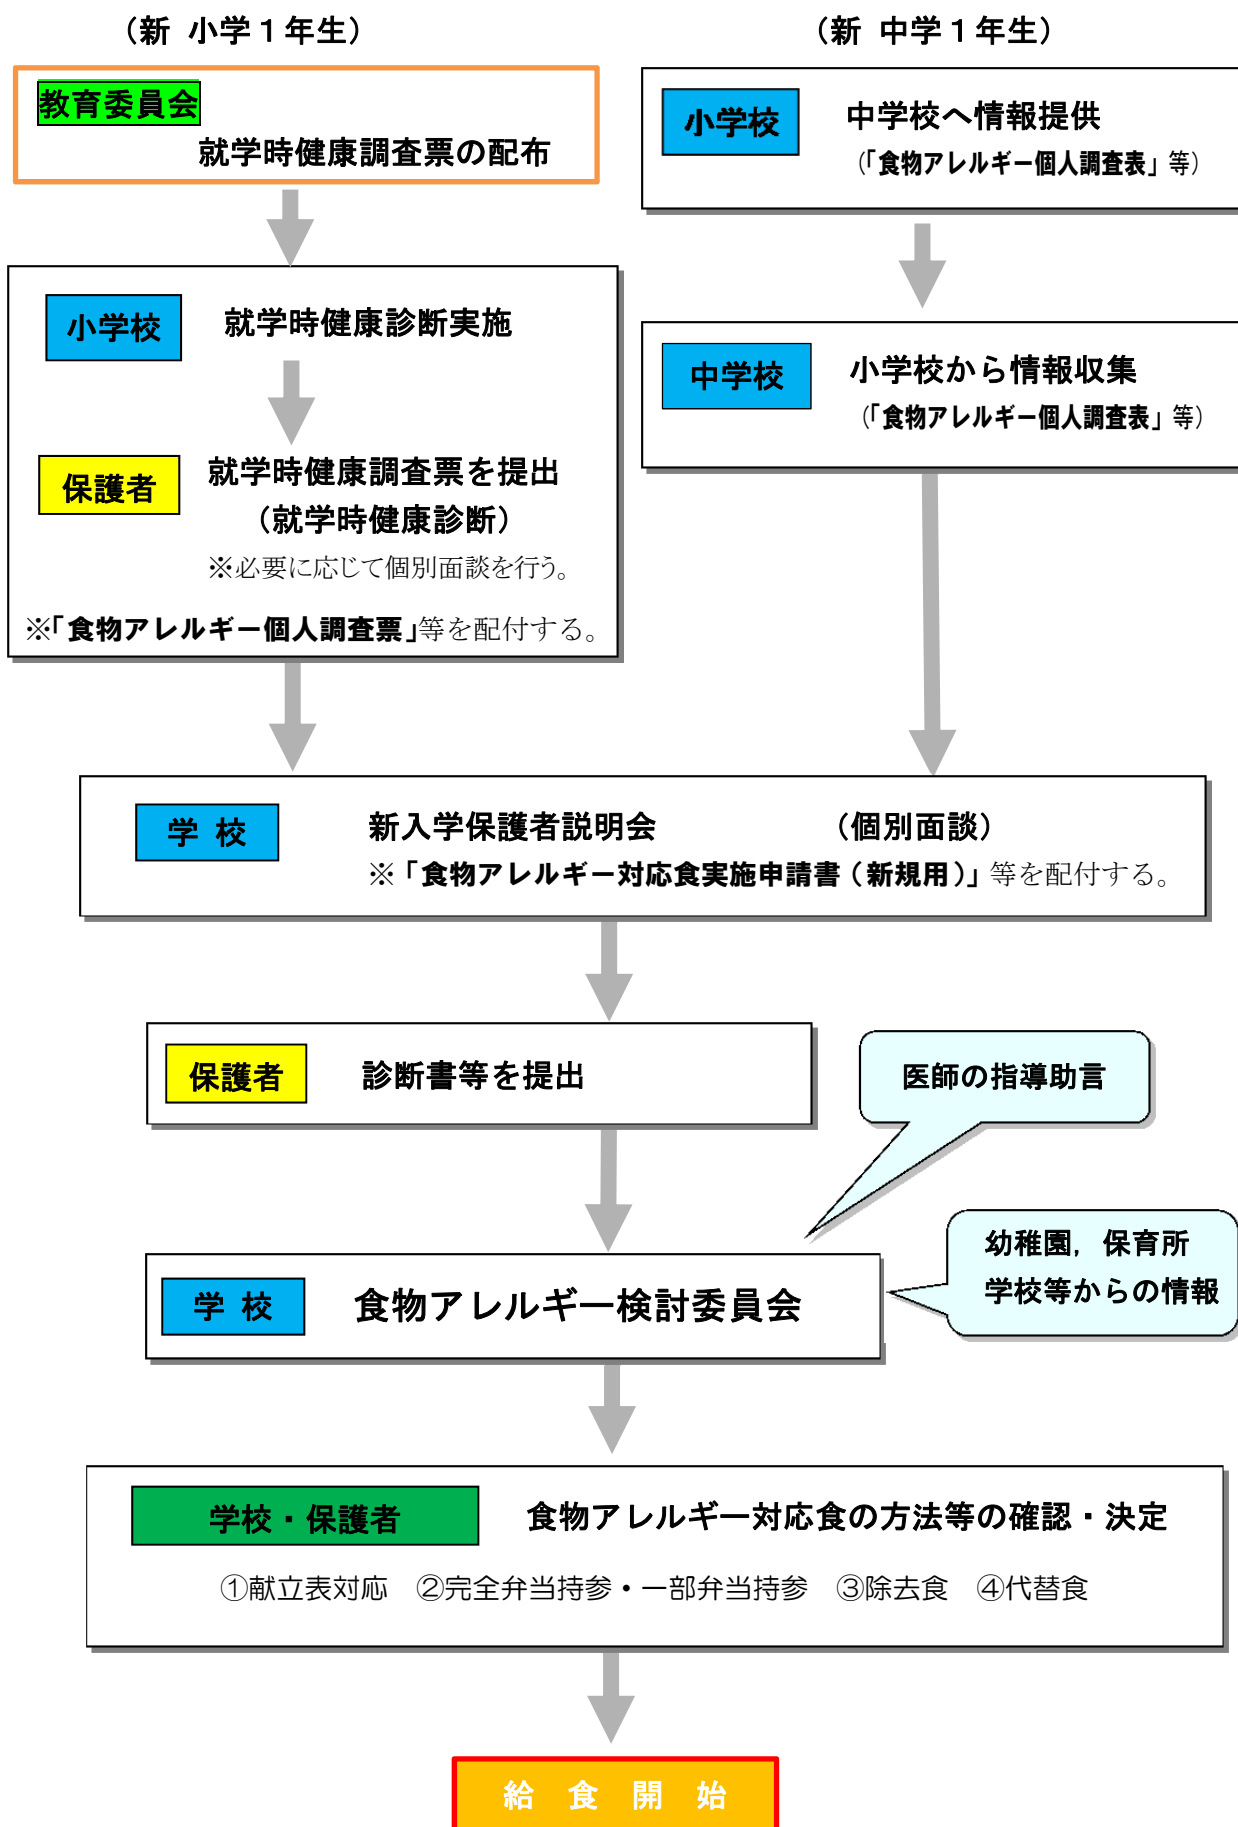 （新 小学１年生）
教育委員会
就学時健康調査票の配布
小学校 就学時健康診断実施
保護者 就学時健康調査票を提出
（就学時健康診断）
※必要に応じて個別面談を行う。
※「食物アレルギー個人調査票」等を配付する。
（新 中学１年生）
小学校 中学校へ情報提供
（「食物アレルギー個人調査表」等）
中学校 小学校から情報収集
（「食物アレルギー個人調査表」等）
学 校 新入学保護者説明会 （個別面談）
※「食物アレルギー対応食実施申請書（新規用）」等を配付する。
保護者 診断書等を提出
医師の指導助言
学 校 食物アレルギー検討委員会
幼稚園，保育所
学校等からの情報
学校・保護者 食物アレルギー対応食の方法等の確認・決定
①献立表対応 ②完全弁当持参・一部弁当持参 ③除去食 ④代替食
給 食 開 始